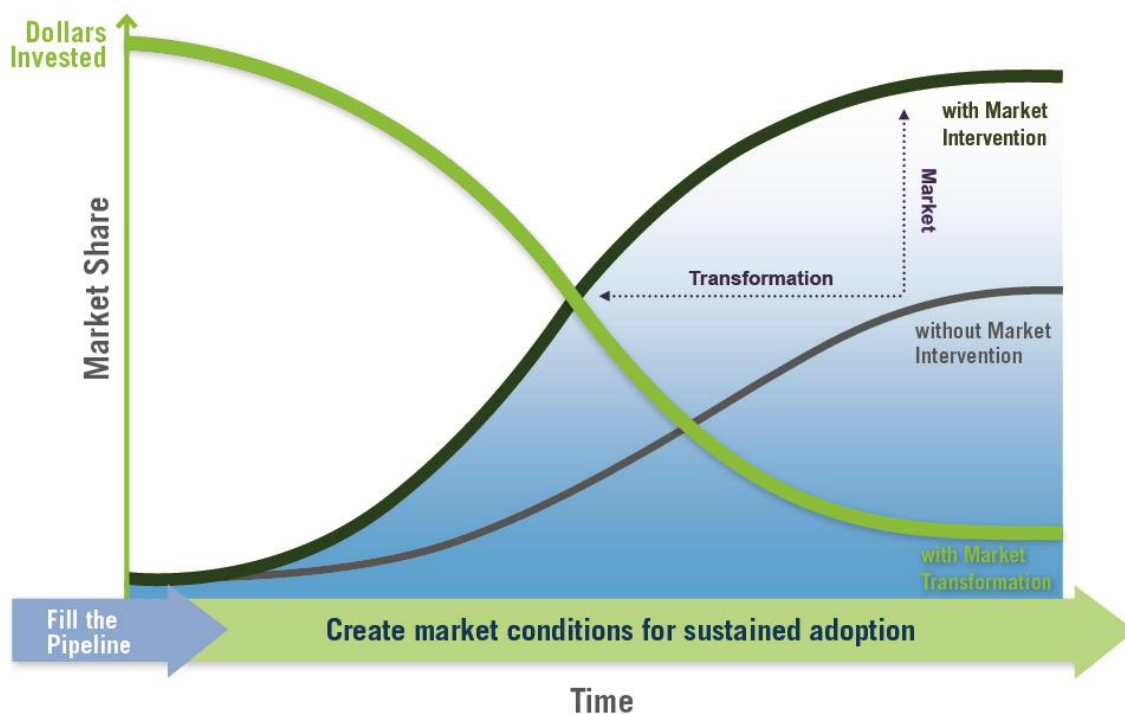 Dollars
Invested
Market Share
with Market
Intervention
Market
Transformation
without Market
Intervention
with Market
Transformation
Fill the
Pipeline
Create market conditions for sustained adoption
Time